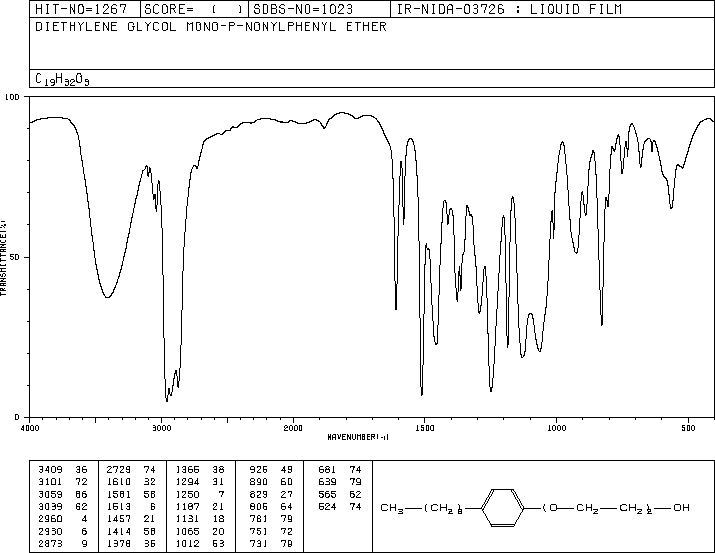 HIT-NO=1267 SCORE= ( ) SDBS-NO=1023 IR-NIDA-03726 : LIQUID FILM
DIETHYLENE GLYCOL MONO-P-NONYLPHENYL ETHER
C19H32O3
100
50
0
TRANSMITTANCE(%)
4000 3000 2000 1500 1000 500
WAVENUMBER(-1)
3409 36 2729 74 1366 38 926 49 681 74
3101 72 1610 32 1294 31 890 60 639 79
3059 66 1581 58 1250 7 829 27 565 62
3039 62 1513 6 1187 21 806 64 524 74
2960 4 1457 21 1131 18 781 79
2930 6 1414 58 1065 20 751 72
2873 9 1378 36 1012 53 731 79
CH3—(CH2)8 (O—CH2—CH2)2—OH